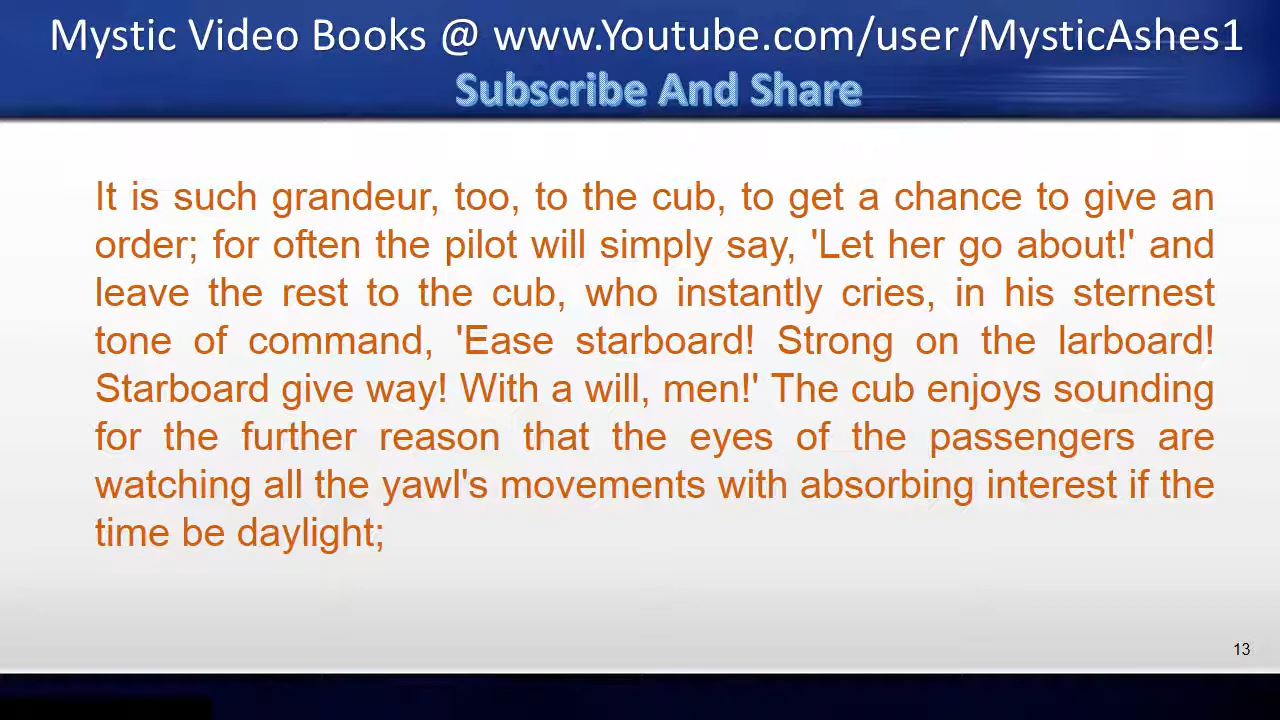 Mystic Video Books @ www.Youtube.com/user/MysticAshes1
Subscribe And Share
It is such grandeur, too, to the cub, to get a chance to give an
order; for often the pilot will simply say, 'Let her go about!' and
leave the rest to the cub, who instantly cries, in his sternest
tone of command, 'Ease starboard! Strong on the larboard!
Starboard give way! With a will, men!' The cub enjoys sounding
for the further reason that the eyes of the passengers are
watching all the yawl's movements with absorbing interest if the
time be daylight;
13